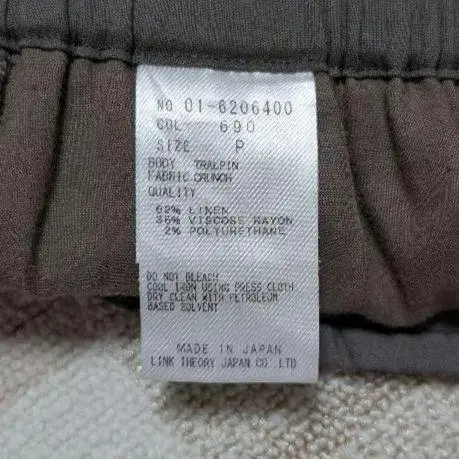 NO 01-6206400
COL 690
SIZE P
BODY TRALPIN
FABRIC CRUNCH
QUALITY
62% LINEN
36% VISCOSE RAYON
2% POLYURETHANE
DO NOT BLEACH
COOL IRON USING PRESS CLOTH
DRY CLEAN WITH PETROLEUM
BASED SOLVENT
MADE IN JAPAN
LINK THEORY JAPAN CO.,LTD